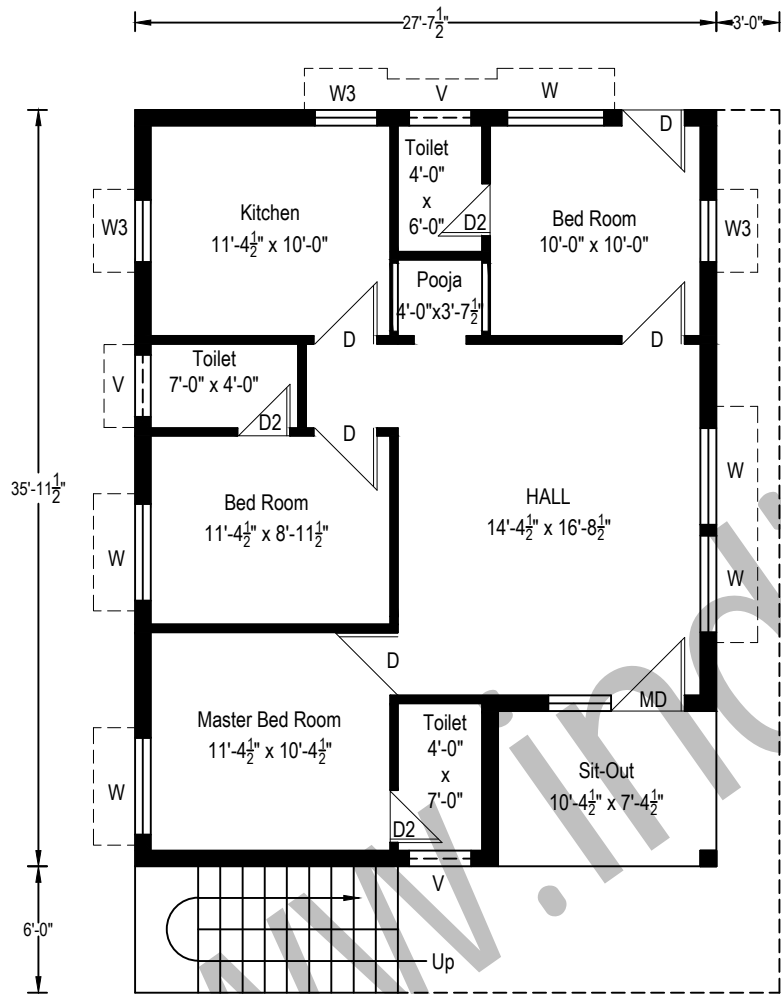 27'-7½"
3'-0"
W3
V
W
D
Toilet
4'-0"
x
6'-0"
D2
Kitchen
11'-4½" x 10'-0"
Bed Room
10'-0" x 10'-0"
W3
W3
Pooja
4'-0"x3'-7½"
D
D
Toilet
7'-0" x 4'-0"
V
D2
D
35'-11½"
Bed Room
11'-4½" x 8'-11½"
HALL
14'-4½" x 16'-8½"
W
W
W
D
MD
Master Bed Room
11'-4½" x 10'-4½"
Toilet
4'-0"
x
7'-0"
D2
Sit-Out
10'-4½" x 7'-4½"
W
V
6'-0"
Up
www.indi